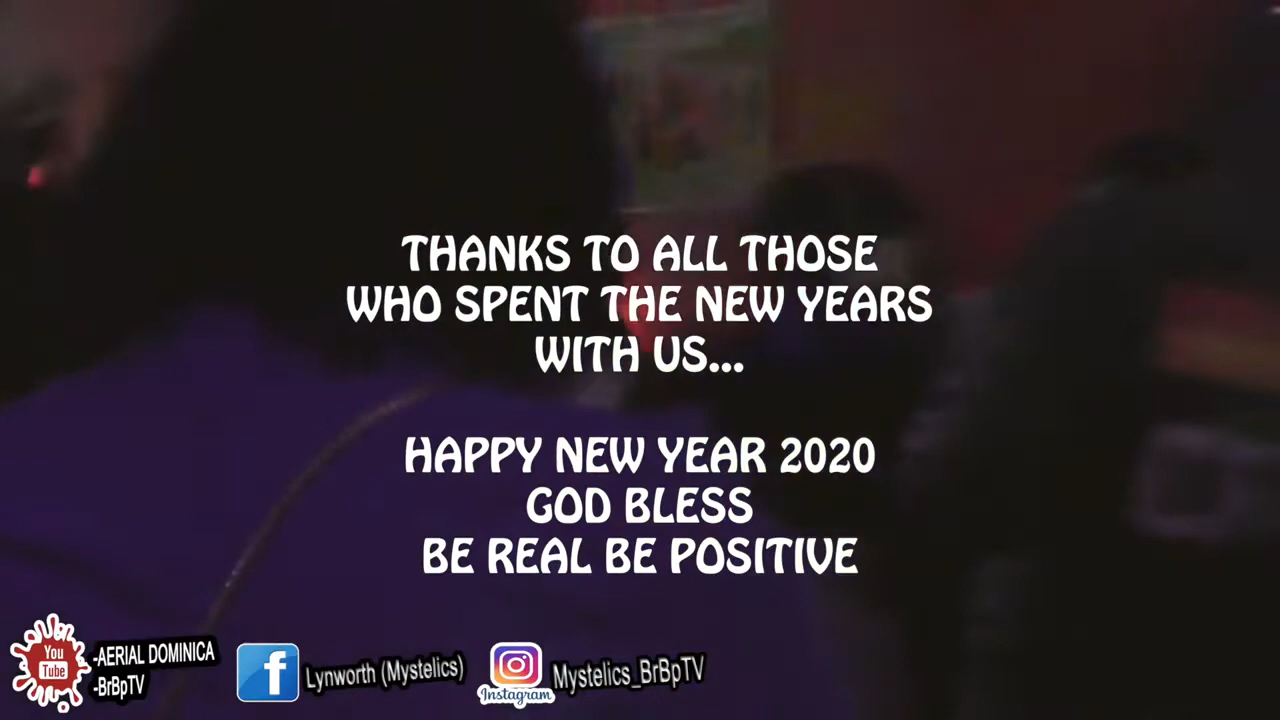 THANKS TO ALL THOSE
WHO SPENT THE NEW YEARS
WITH US...
HAPPY NEW YEAR 2020
GOD BLESS
BE REAL BE POSITIVE
You
Tube
-AERIAL DOMINICA
-BrBpTV
f
Lynworth (Mystelics)
Instagram
Mystelics_BrBpTV